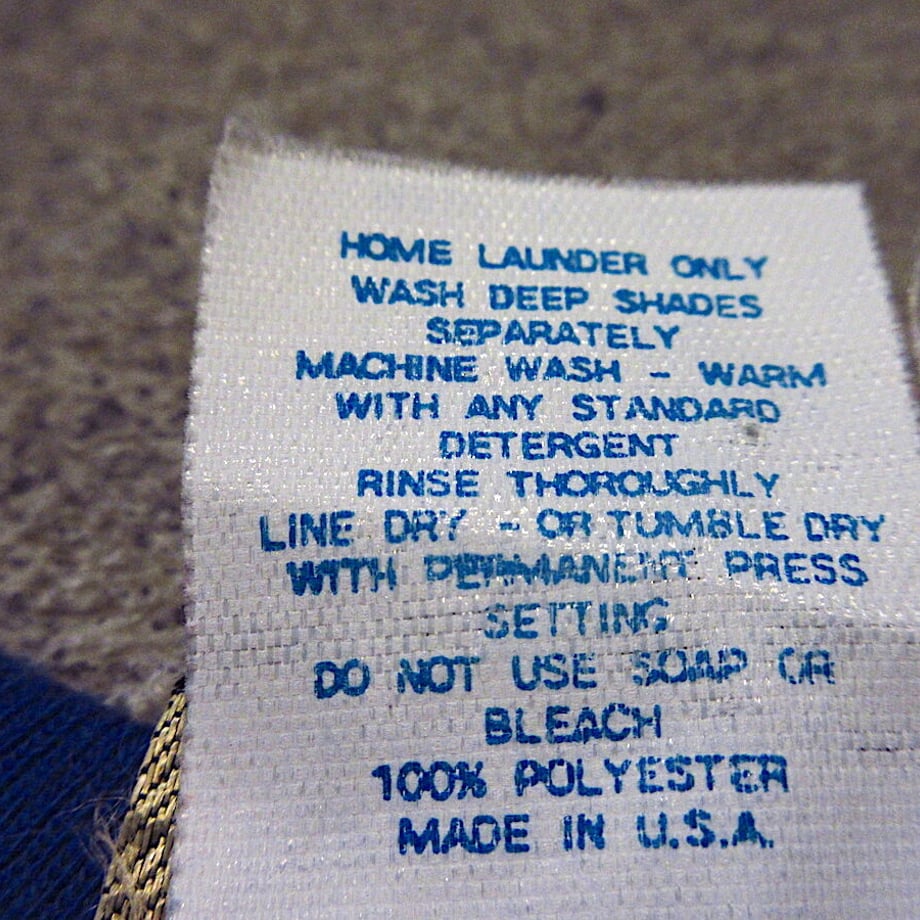 HOME LAUNDER ONLY
WASH DEEP SHADES
SEPARATELY
MACHINE WASH - WARM
WITH ANY STANDARD
DETERGENT
RINSE THOROUGHLY
LINE DRY - OR TUMBLE DRY
WITH PERMANENT PRESS
SETTING
DO NOT USE SOAP OR
BLEACH
100% POLYESTER
MADE IN U.S.A.